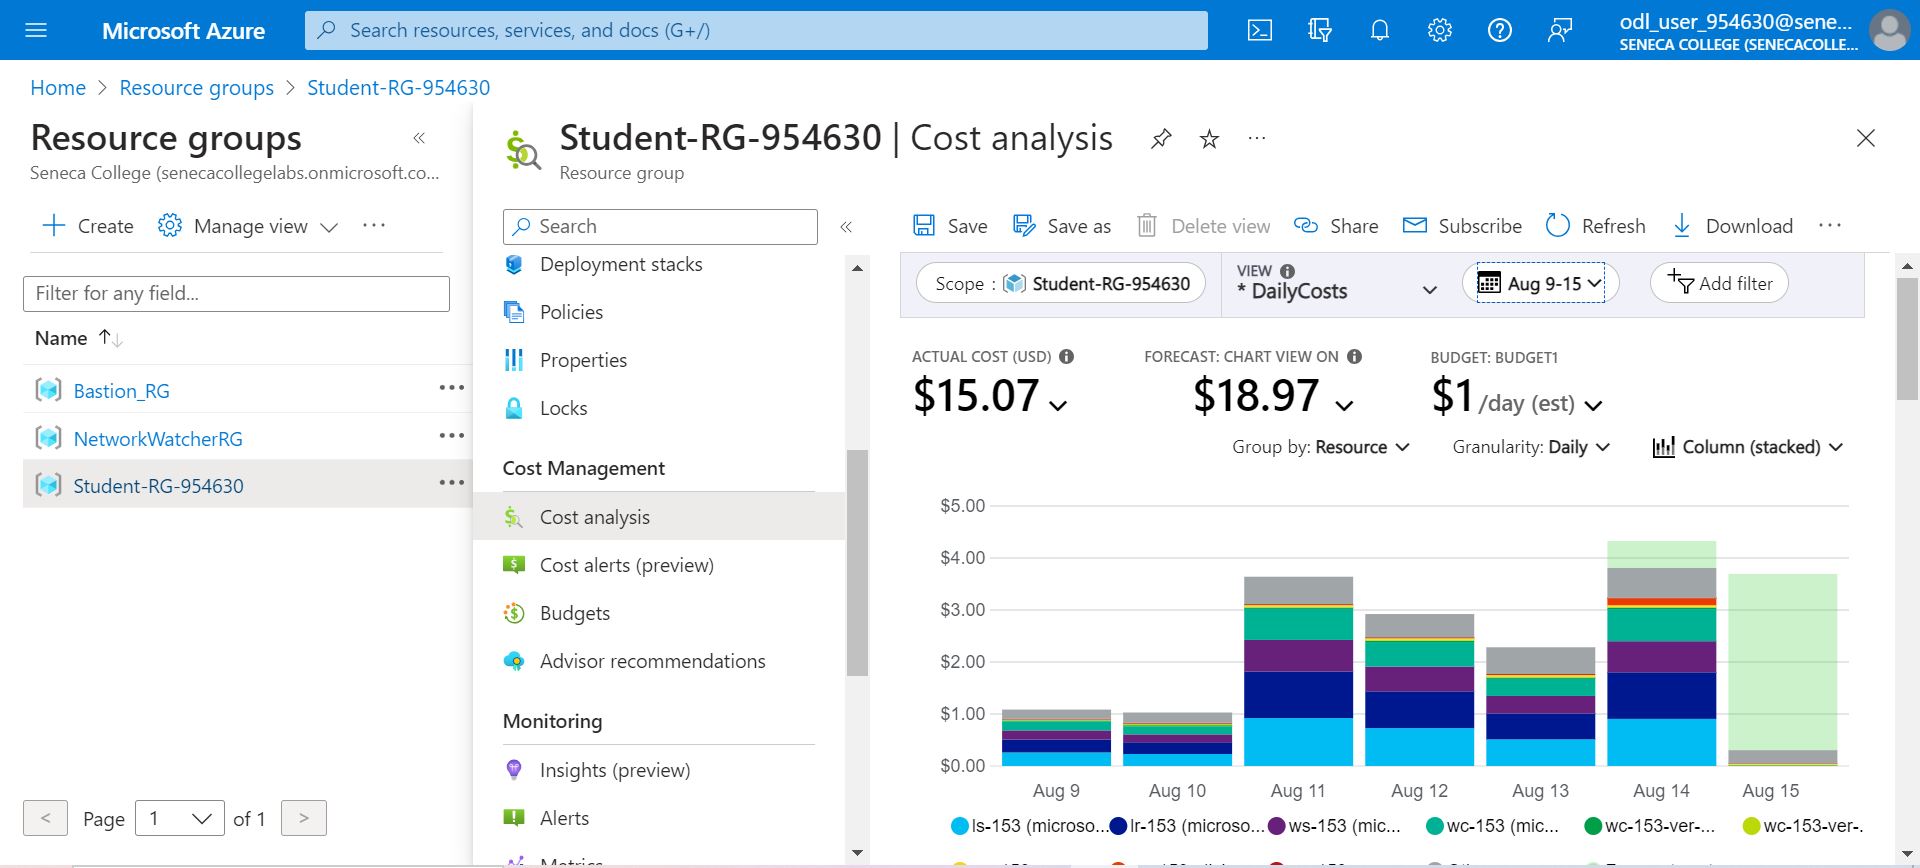 Microsoft Azure
Search resources, services, and docs (G+/)
odl_user_954630@sene...
SENECA COLLEGE (SENECACOLLE...
Home > Resource groups > Student-RG-954630
Resource groups
Seneca College (senecacollegelabs.onmicrosoft.co...
Create
Manage view
Filter for any field...
Name
Bastion_RG
NetworkWatcherRG
Student-RG-954630
< Page 1 of 1 >
Student-RG-954630 | Cost analysis
Resource group
Search
Deployment stacks
Policies
Properties
Locks
Cost Management
Cost analysis
Cost alerts (preview)
Budgets
Advisor recommendations
Monitoring
Insights (preview)
Alerts
Metrics
Save
Save as
Delete view
Share
Subscribe
Refresh
Download
Scope : Student-RG-954630
VIEW
* DailyCosts
Aug 9-15
Add filter
ACTUAL COST (USD)
$15.07
FORECAST: CHART VIEW ON
$18.97
BUDGET: BUDGET1
$1 /day (est)
Group by: Resource
Granularity: Daily
Column (stacked)
$5.00
$4.00
$3.00
$2.00
$1.00
$0.00
Aug 9 Aug 10 Aug 11 Aug 12 Aug 13 Aug 14 Aug 15
ls-153 (microso... lr-153 (microso... ws-153 (mic... wc-153 (mic... wc-153-ver-... wc-153-ver-.